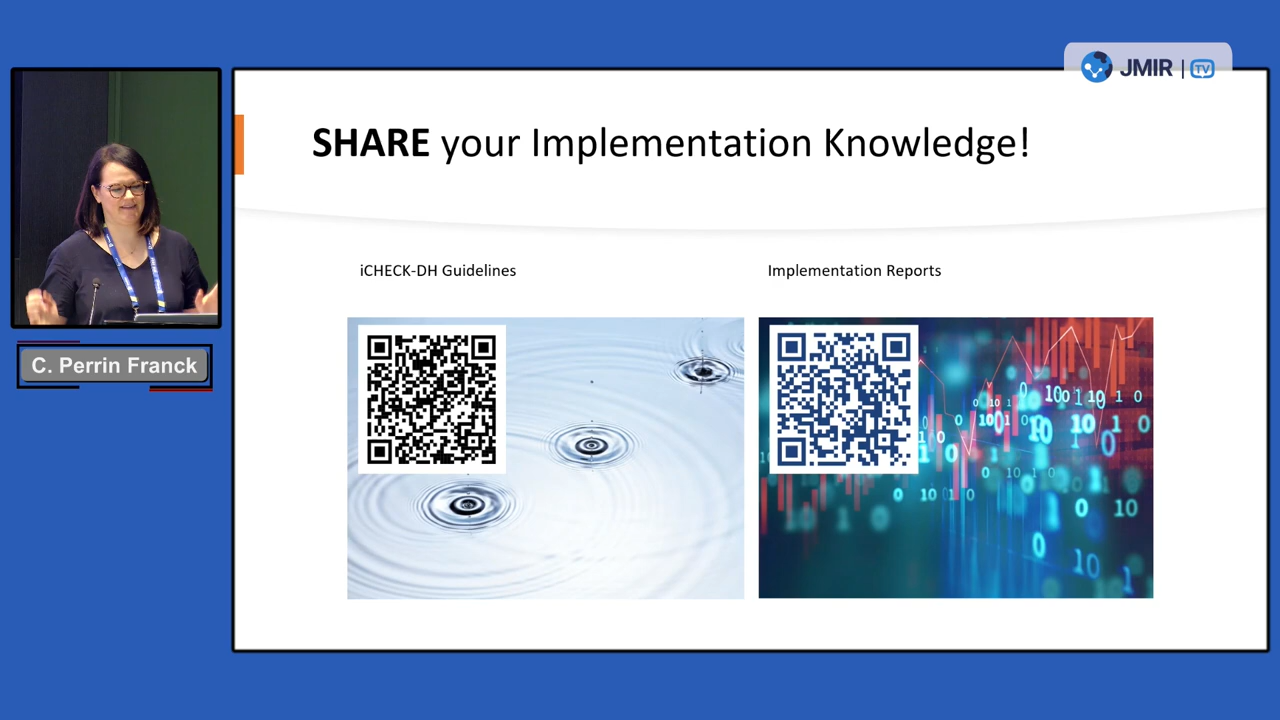 JMIR | TV
SHARE your Implementation Knowledge!
iCHECK-DH Guidelines
Implementation Reports
C. Perrin Franck